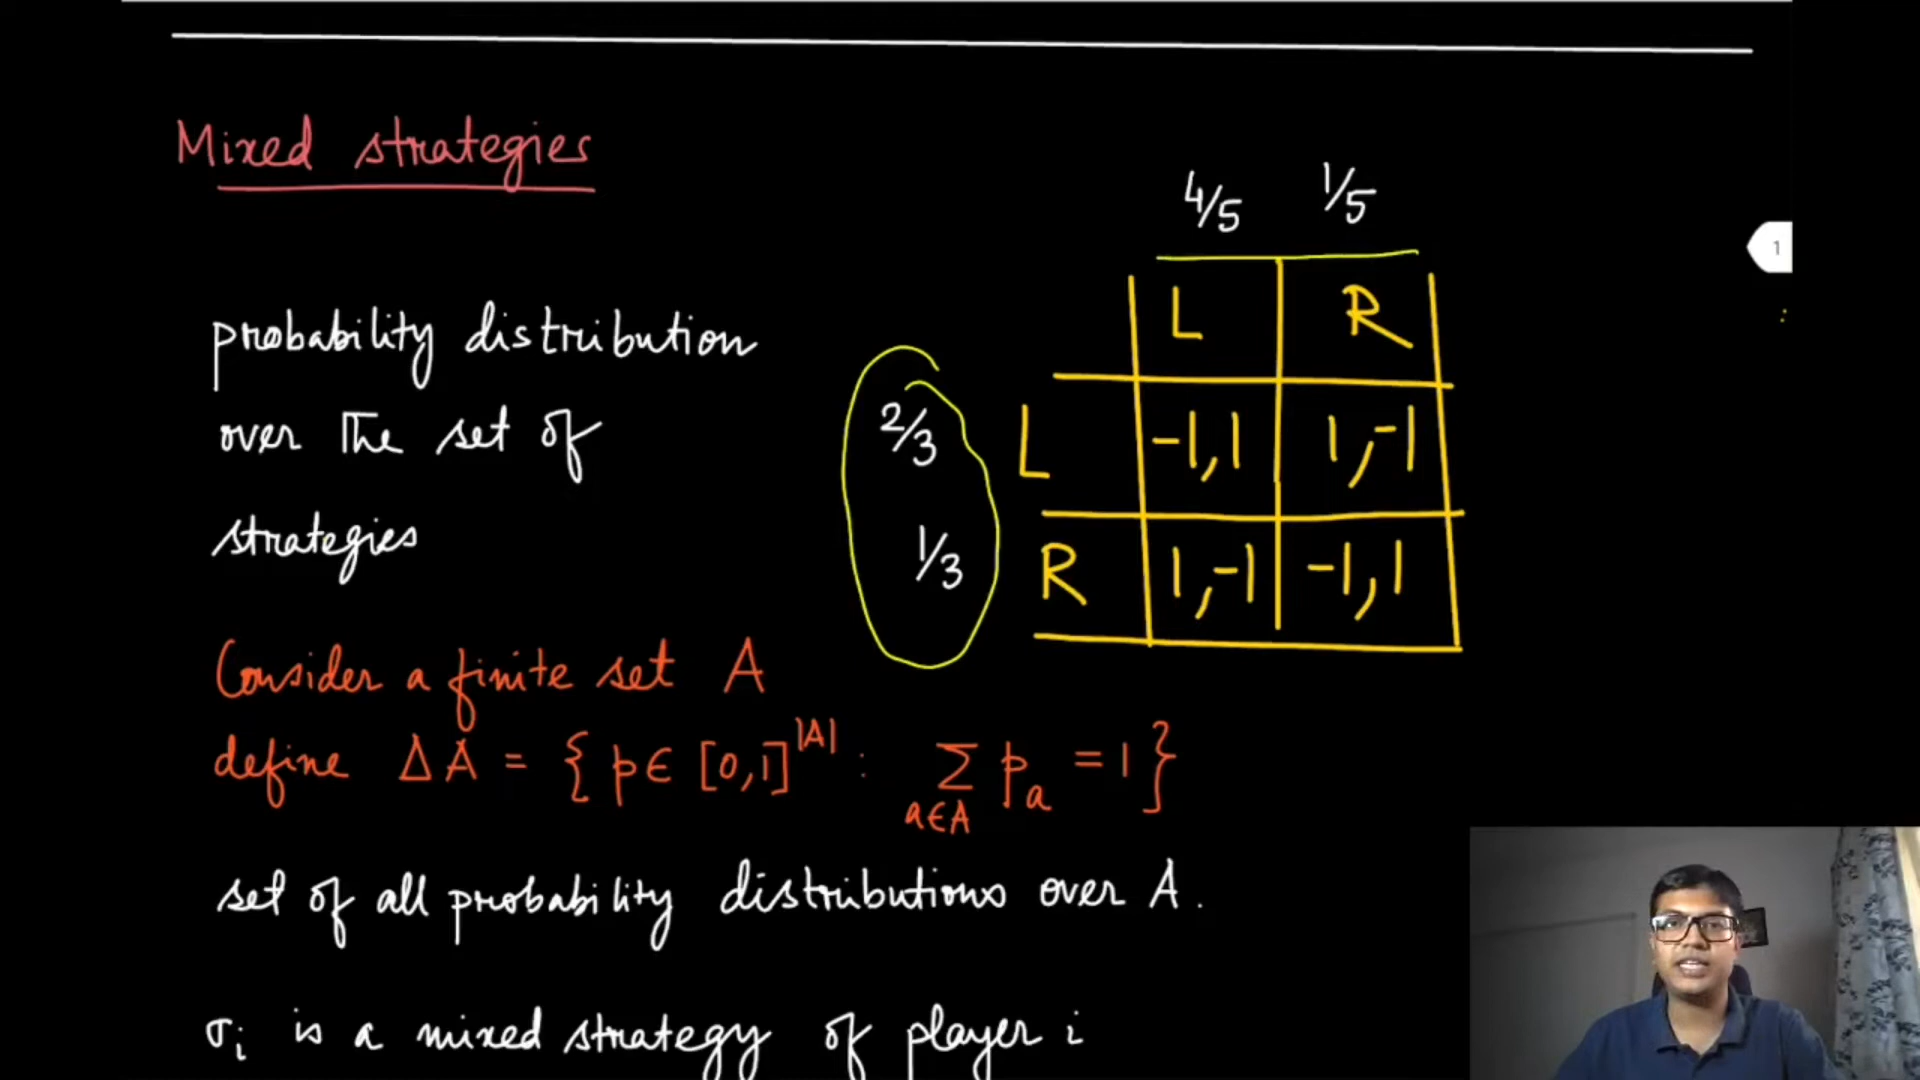 Mixed strategies
4/5 1/5
L R
probability distribution
over the set of
strategies
2/3 L -1,1 1,-1
1/3 R 1,-1 -1,1
Consider a finite set A
define ΔA = { p ∈ [0,1]^|A| : Σ_{a∈A} p_a = 1 }
set of all probability distributions over A.
σ_i is a mixed strategy of player i
1